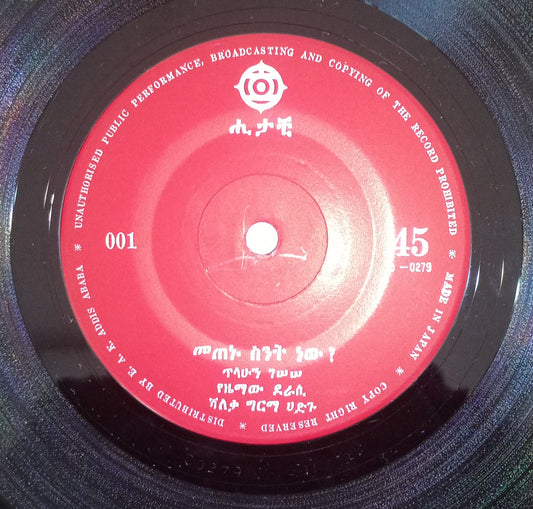 UNAUTHORISED PUBLIC PERFORMANCE, BROADCASTING AND COPYING OF THE RECORD PROHIBITED * MADE IN JAPAN * COPY RIGHT RESERVED * DISTRIBUTED BY E. A. K. ADDIS ABABA *
ሒታቺ
001
45
-0279
መጠኑ ስንት ነው?
ጥላሁን ገሠሠ
የዜማው ደራሲ
ሻለቃ ግርማ ሀድጉ